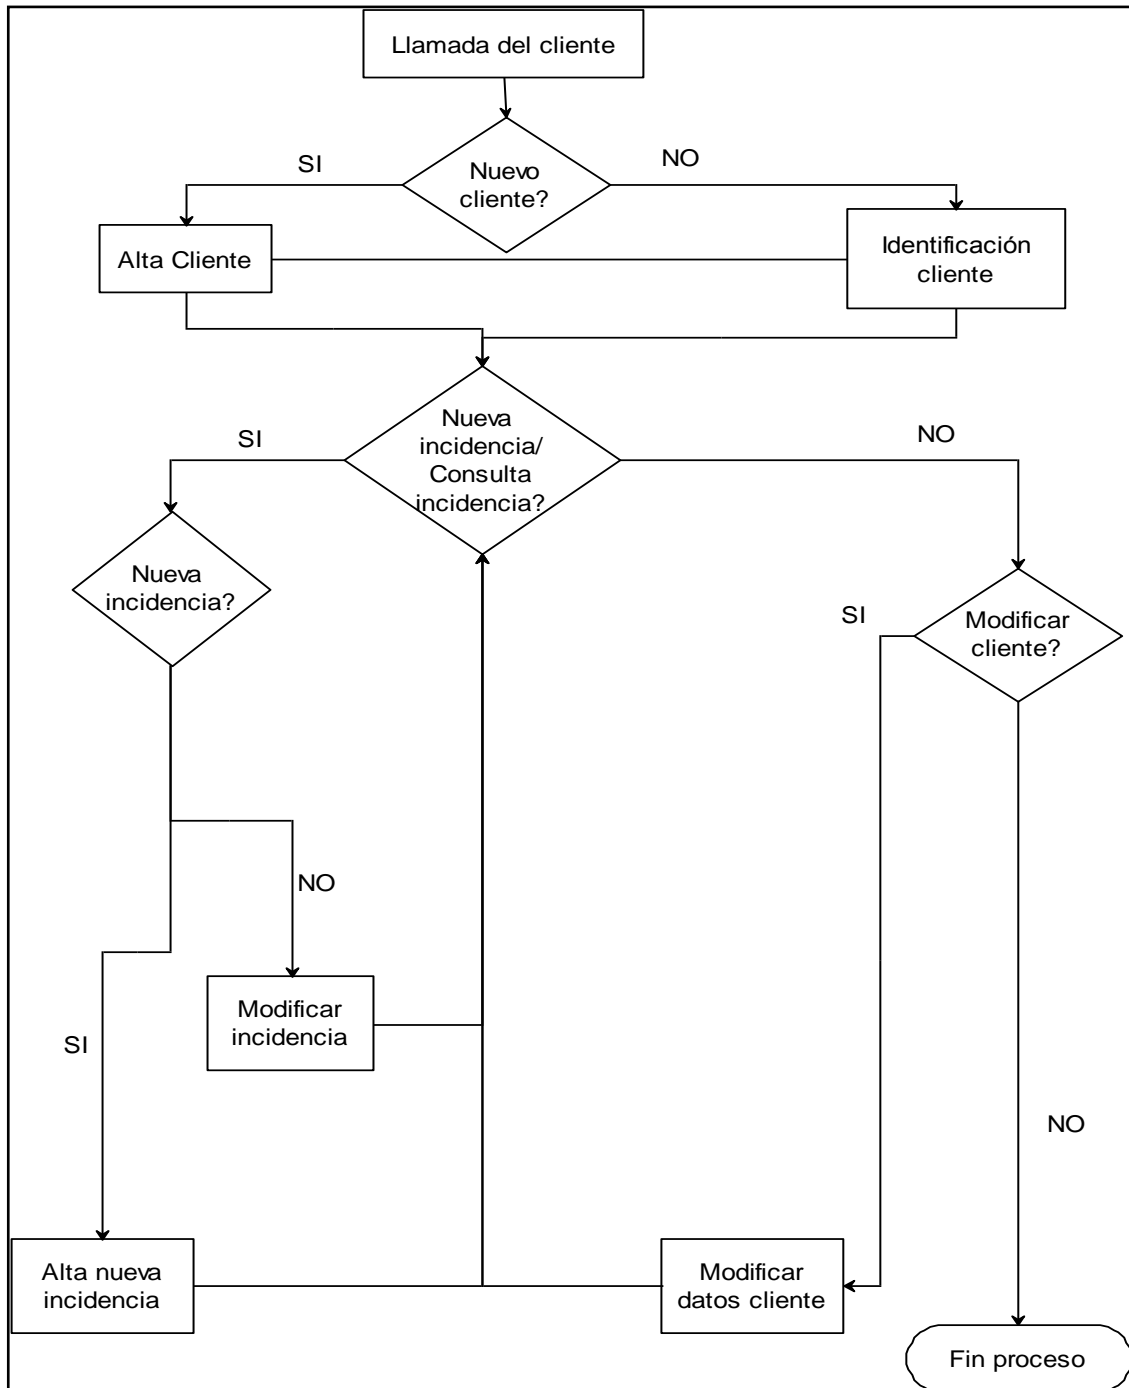 Llamada del cliente
SI
NO
Nuevo
cliente?
Alta Cliente
Identificación
cliente
SI
Nueva
incidencia/
Consulta
incidencia?
NO
Nueva
incidencia?
SI
Modificar
cliente?
NO
Modificar
incidencia
SI
NO
Alta nueva
incidencia
Modificar
datos cliente
Fin proceso